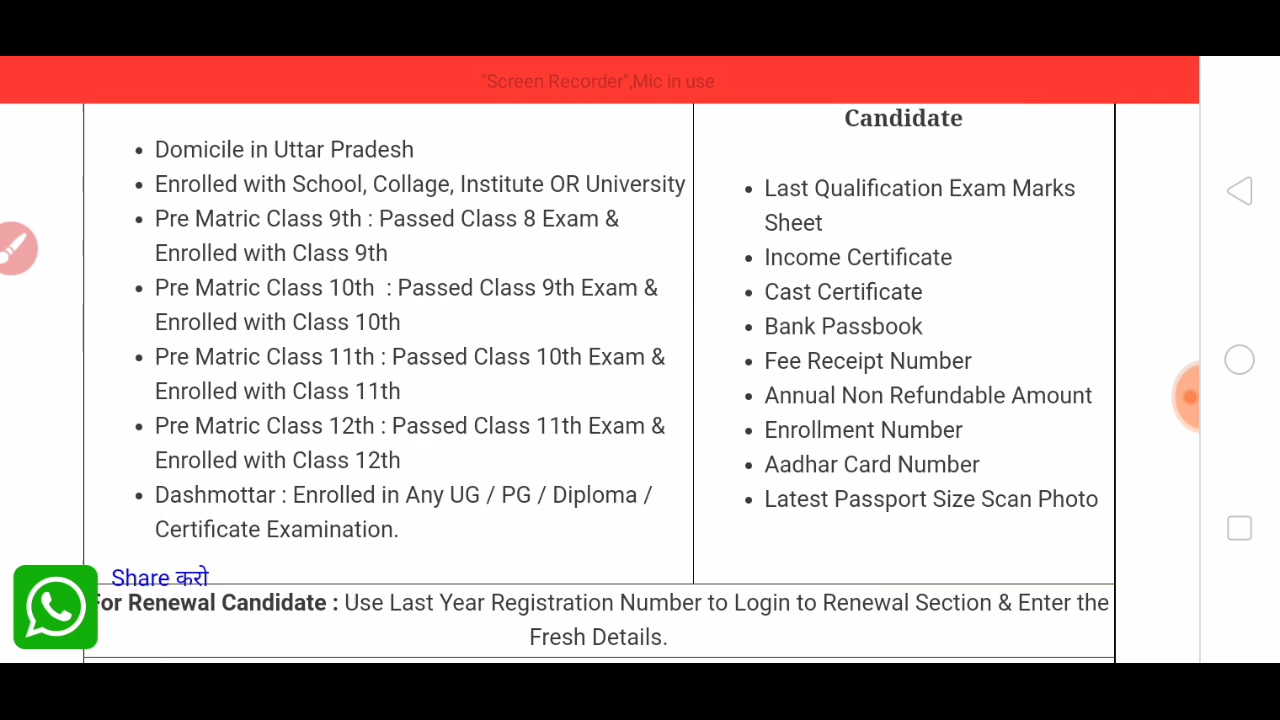 "Screen Recorder",Mic in use
Domicile in Uttar Pradesh
Enrolled with School, Collage, Institute OR University
Pre Matric Class 9th : Passed Class 8 Exam &
Enrolled with Class 9th
Pre Matric Class 10th : Passed Class 9th Exam &
Enrolled with Class 10th
Pre Matric Class 11th : Passed Class 10th Exam &
Enrolled with Class 11th
Pre Matric Class 12th : Passed Class 11th Exam &
Enrolled with Class 12th
Dashmottar : Enrolled in Any UG / PG / Diploma /
Certificate Examination.
Candidate
Last Qualification Exam Marks
Sheet
Income Certificate
Cast Certificate
Bank Passbook
Fee Receipt Number
Annual Non Refundable Amount
Enrollment Number
Aadhar Card Number
Latest Passport Size Scan Photo
Share करो
For Renewal Candidate : Use Last Year Registration Number to Login to Renewal Section & Enter the
Fresh Details.